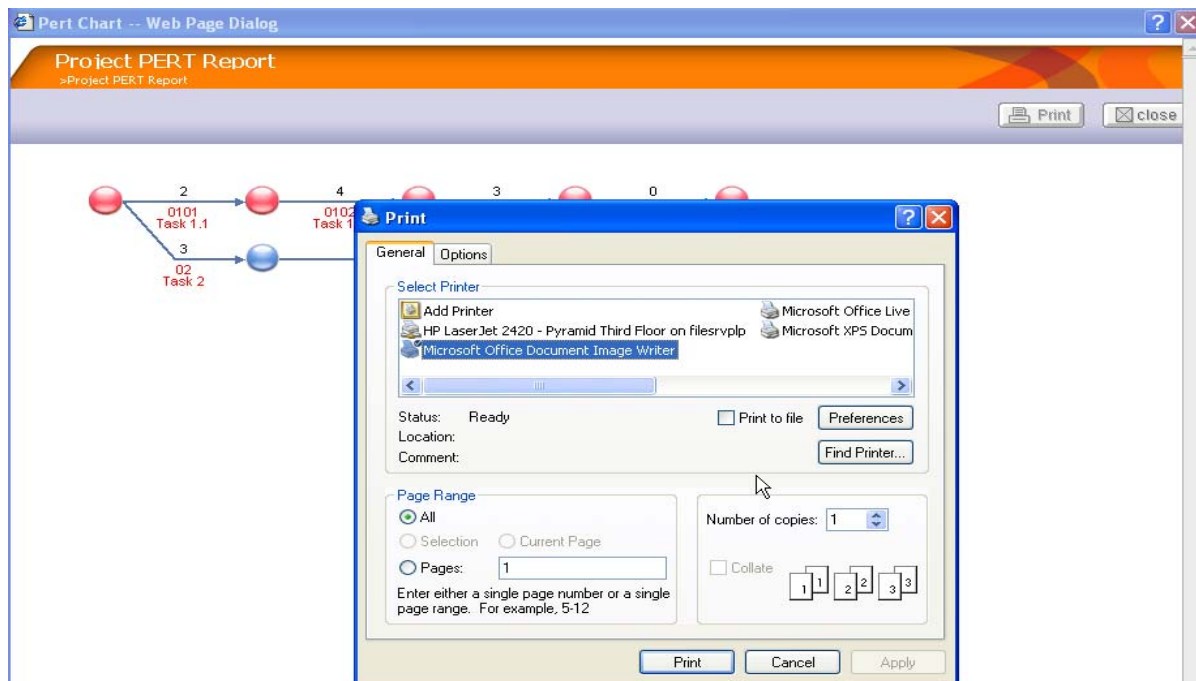 Pert Chart -- Web Page Dialog
Project PERT Report
>Project PERT Report
Print
close
2
4
3
0
0101
Task 1.1
0102
Task 1
3
02
Task 2
Print
General
Options
Select Printer
Add Printer
Microsoft Office Live
HP LaserJet 2420 - Pyramid Third Floor on filesrvplp
Microsoft XPS Docum
Microsoft Office Document Image Writer
Status: Ready
Print to file
Preferences
Location:
Comment:
Find Printer...
Page Range
All
Number of copies: 1
Selection
Current Page
Pages: 1
Collate
1 1 2 2 3 3
Enter either a single page number or a single
page range. For example, 5-12
Print
Cancel
Apply